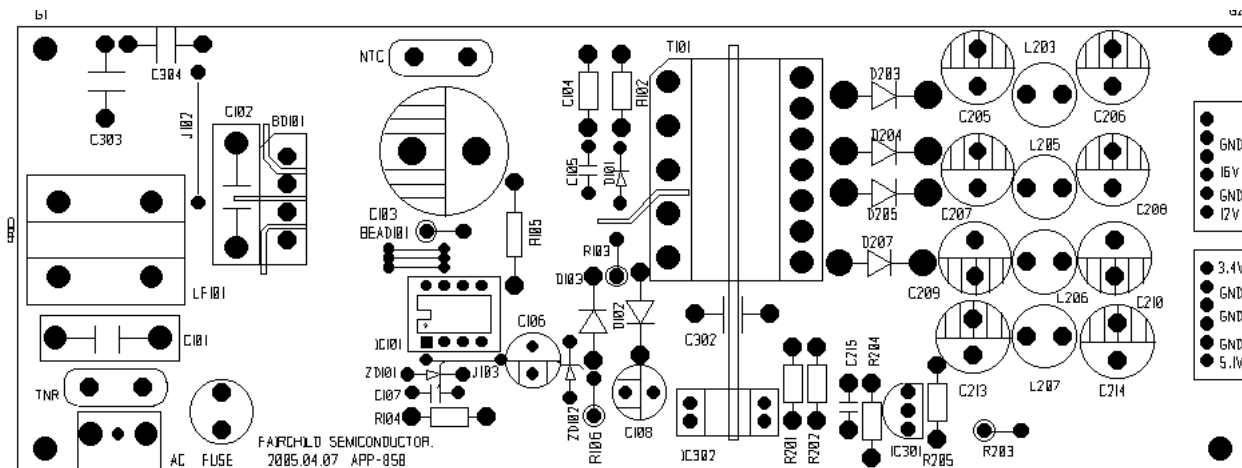 G1
C304
C303
J102
C102
BD101
NTC
C103
BEAD101
C104
R102
C105
D101
T101
D203
D204
D205
D207
C205
L203
C206
L205
C207
C208
C209
L206
C210
C213
L207
C214
GND
16V
GND
12V
3.4V
GND
GND
GND
5.1V
R105
R103
D103
D102
LF101
C101
IC101
C106
C302
ZD101
J103
C107
R104
ZD102
R106
C108
IC302
R201
R202
C215
R204
IC301
R205
R203
TNR
AC FUSE
FAIRCHILD SEMICONDUCTOR.
2005.04.07 APP-858